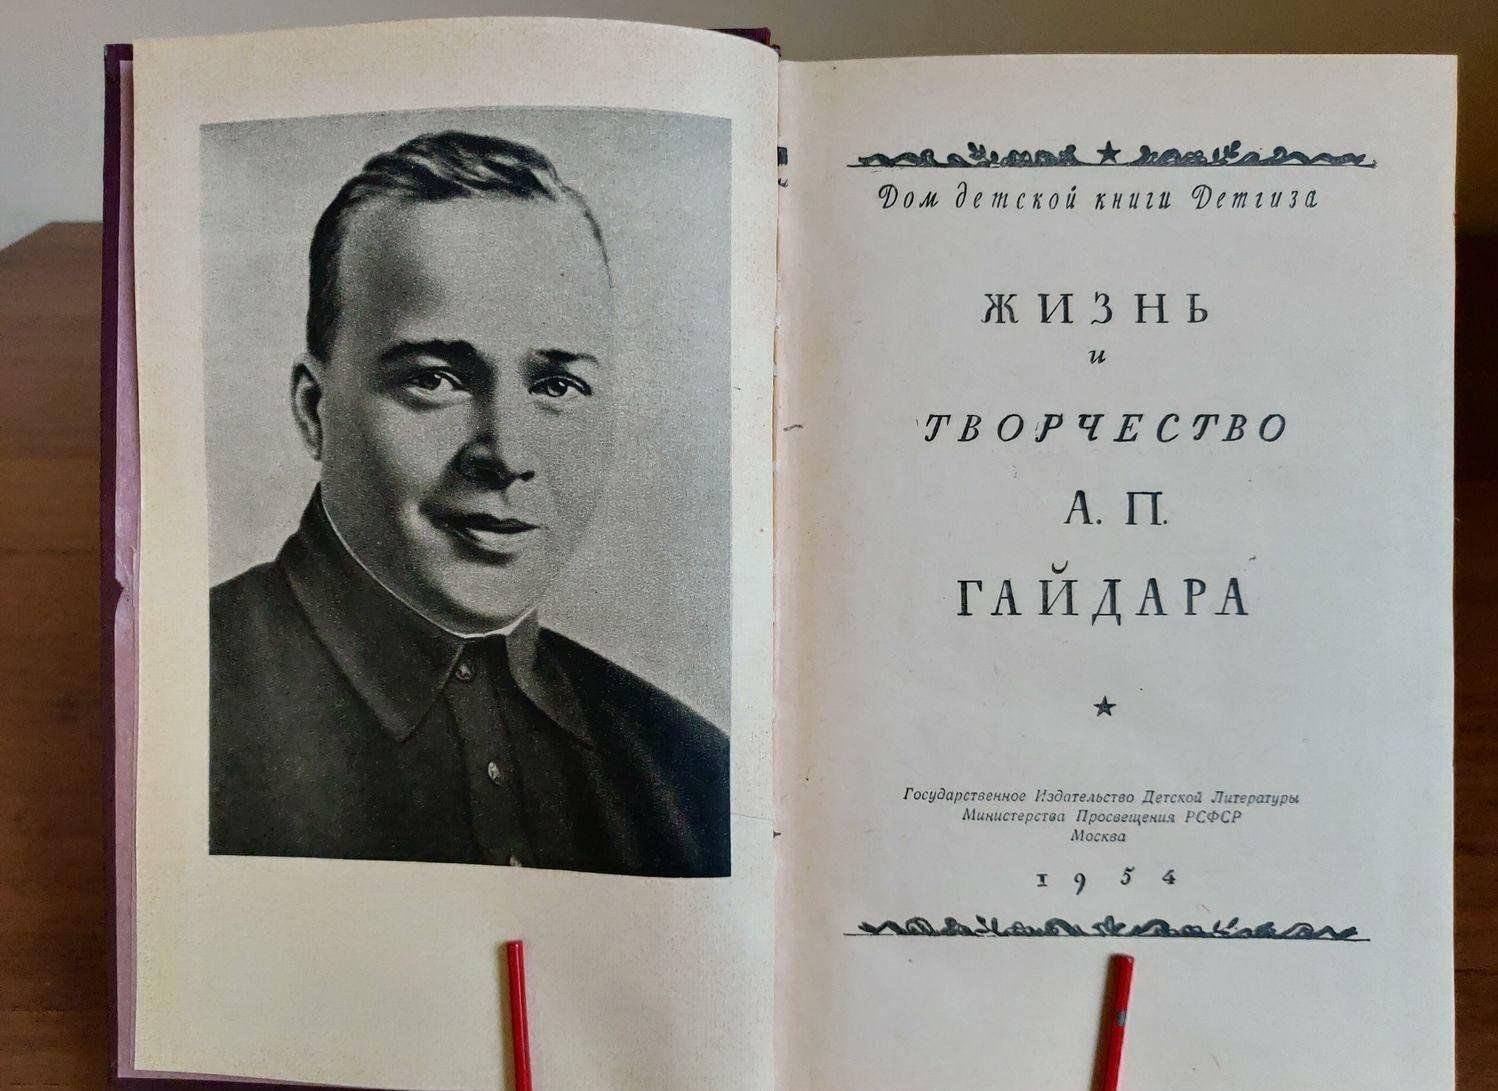 Дом детской книги Детгиза
ЖИЗНЬ
и
ТВОРЧЕСТВО
А. П.
ГАЙДАРА
Государственное Издательство Детской Литературы
Министерства Просвещения РСФСР
Москва
1954